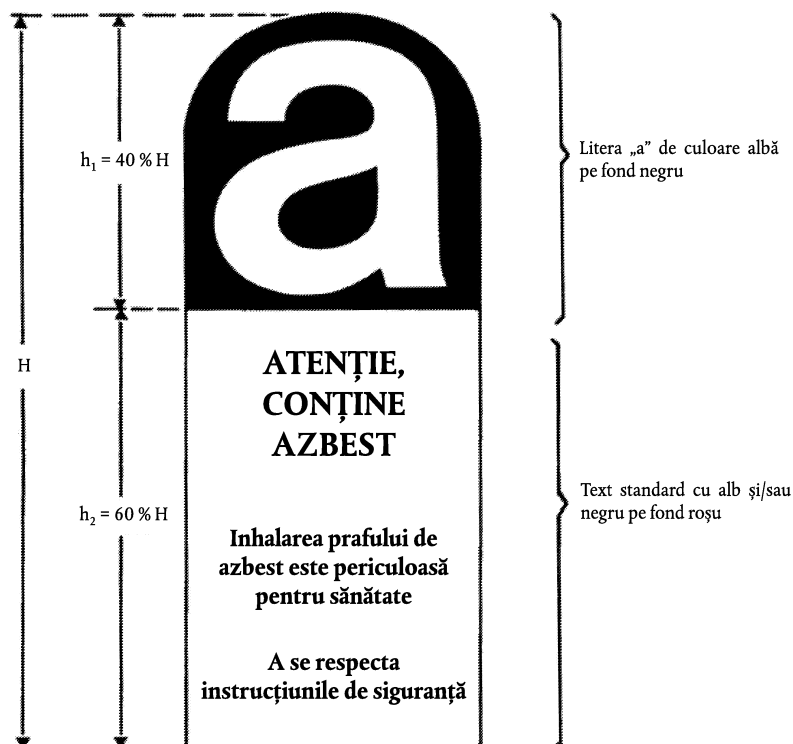 a
h₁ = 40 % H
Litera „a” de culoare albă
pe fond negru
H
ATENȚIE,
CONȚINE
AZBEST
h₂ = 60 % H
Text standard cu alb și/sau
negru pe fond roșu
Inhalarea prafului de
azbest este periculoasă
pentru sănătate
A se respecta
instrucțiunile de siguranță